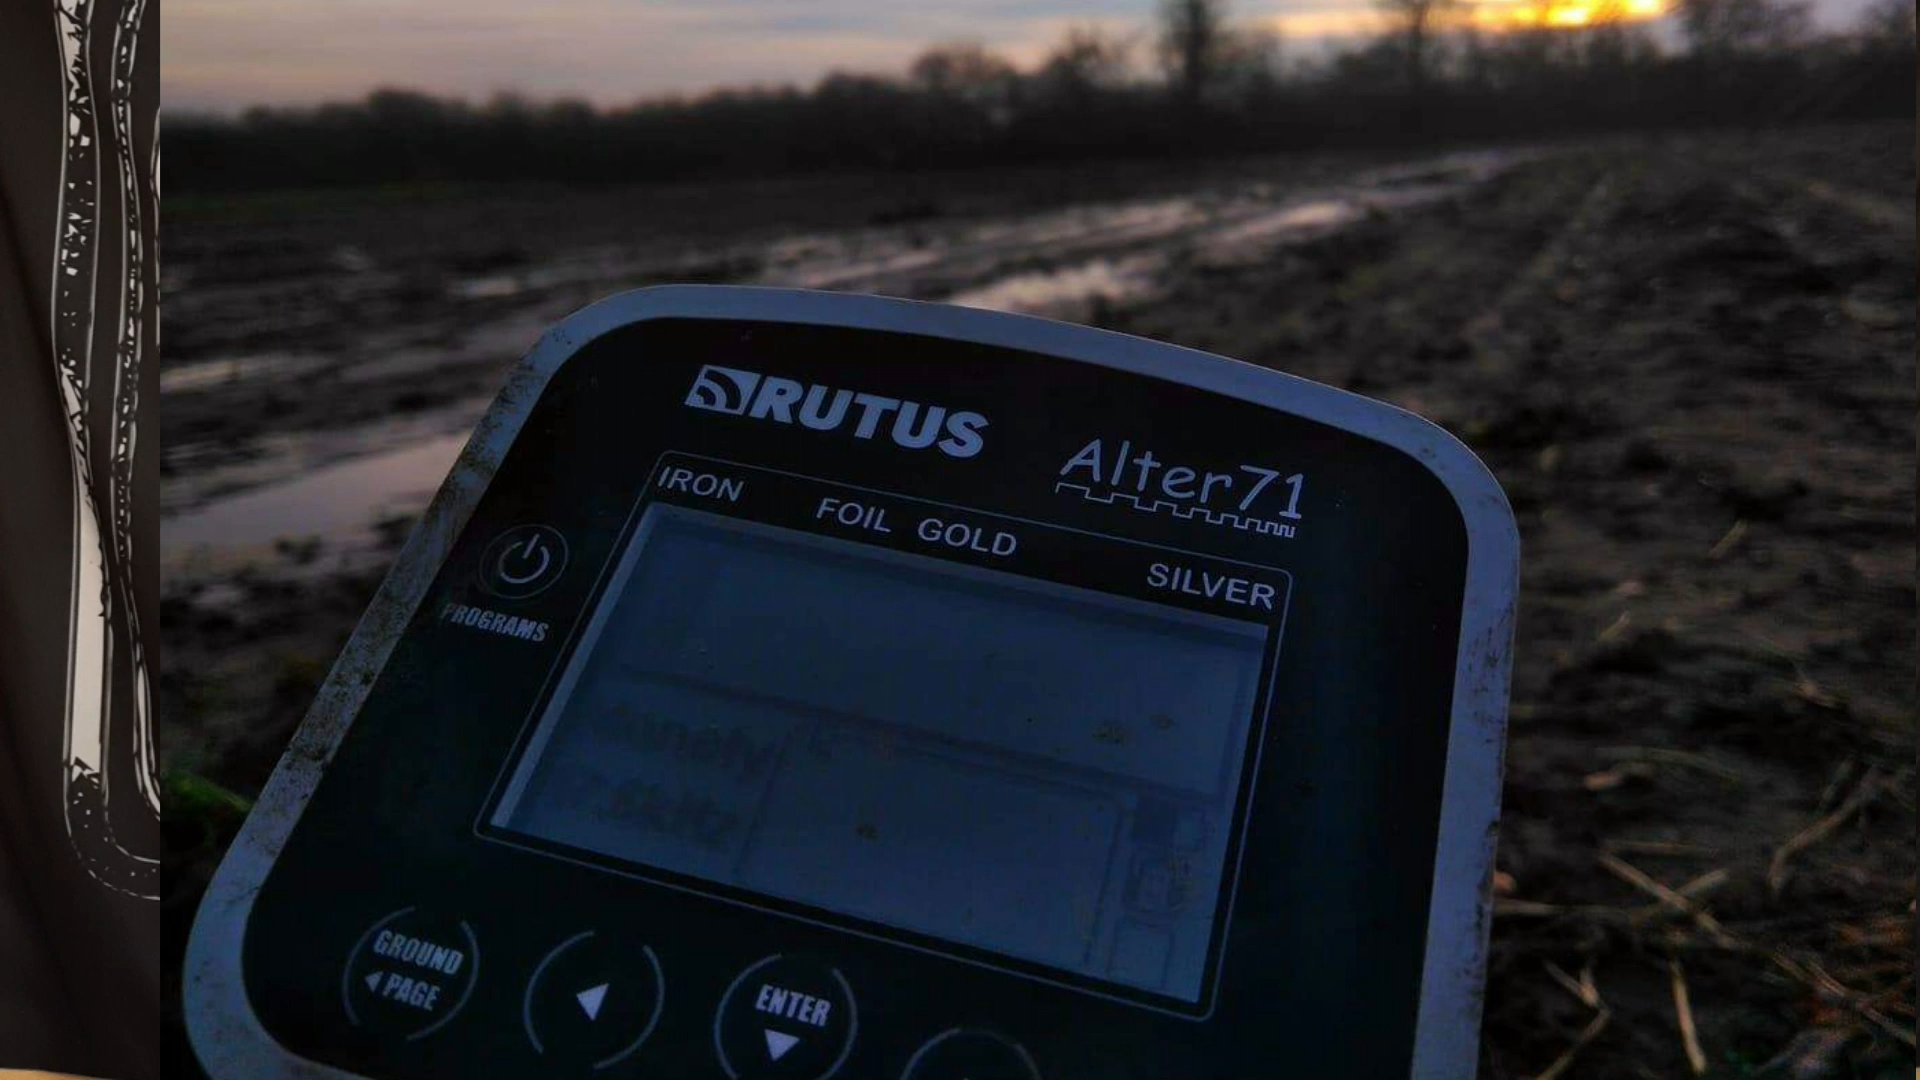 RUTUS
Alter71
IRON FOIL GOLD SILVER
PROGRAMS
GROUND
PAGE
ENTER